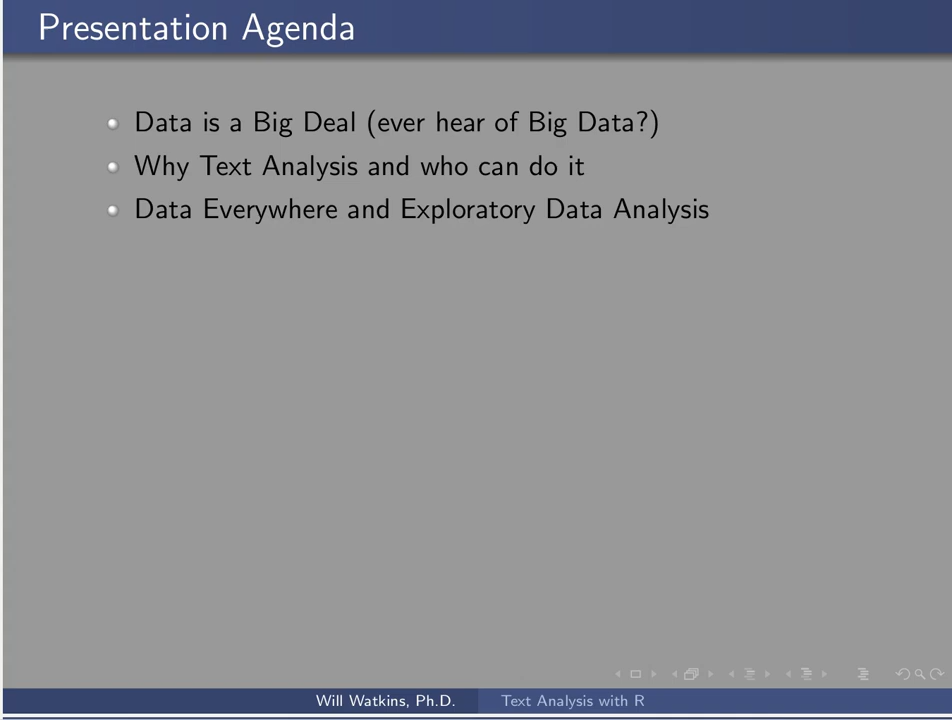 Presentation Agenda
Data is a Big Deal (ever hear of Big Data?)
Why Text Analysis and who can do it
Data Everywhere and Exploratory Data Analysis
Will Watkins, Ph.D. Text Analysis with R